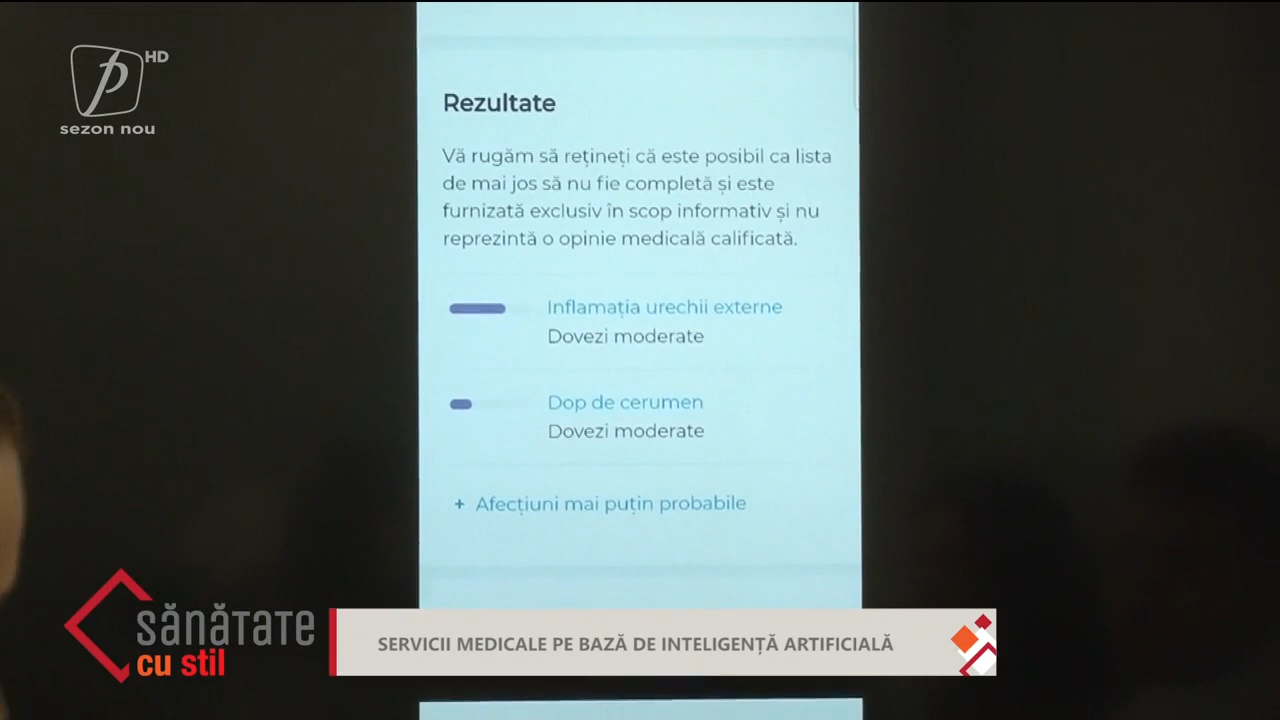 HD
sezon nou
Rezultate
Vă rugăm să rețineți că este posibil ca lista
de mai jos să nu fie completă și este
furnizată exclusiv în scop informativ și nu
reprezintă o opinie medicală calificată.
Inflamația urechii externe
Dovezi moderate
Dop de cerumen
Dovezi moderate
+ Afecțiuni mai puțin probabile
sănătate
cu stil
SERVICII MEDICALE PE BAZĂ DE INTELIGENȚĂ ARTIFICIALĂ